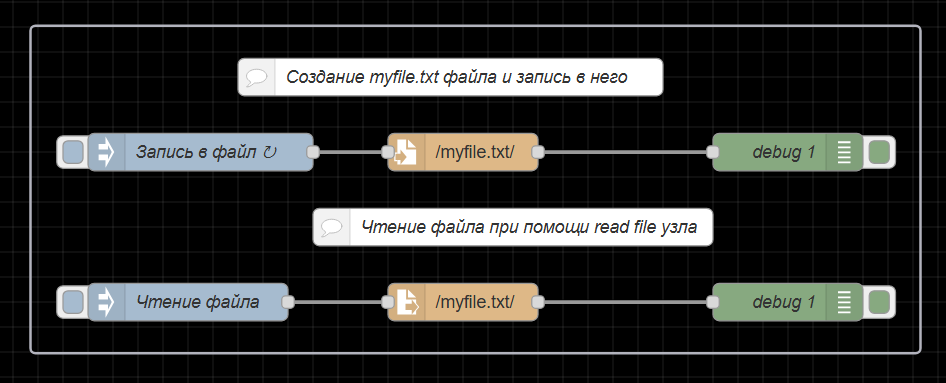 Создание myfile.txt файла и запись в него
Запись в файл ↻
/myfile.txt/
debug 1
Чтение файла при помощи read file узла
Чтение файла
/myfile.txt/
debug 1